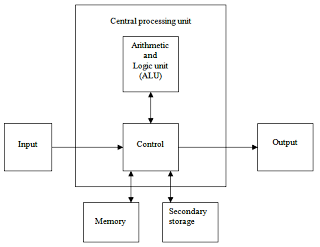 Central processing unit
Arithmetic
and
Logic unit
(ALU)
Input
Control
Output
Memory
Secondary
storage